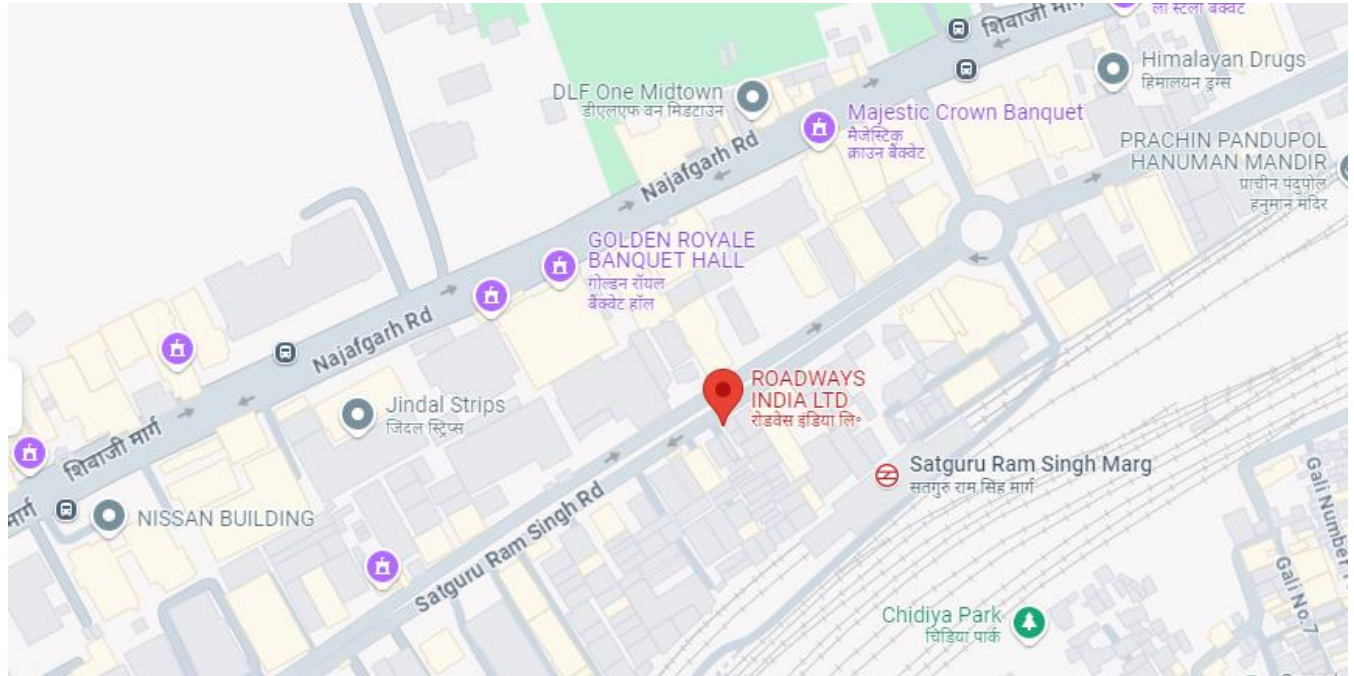 ला स्टेला बैंक्वेट
शिवाजी मार्ग
Himalayan Drugs
हिमालयन ड्रग्स
DLF One Midtown
डीएलएफ वन मिडटाउन
Majestic Crown Banquet
मैजेस्टिक
क्राउन बैंक्वेट
PRACHIN PANDUPOL
HANUMAN MANDIR
प्राचीन पंदुपोल
हनुमान मंदिर
Najafgarh Rd
GOLDEN ROYALE
BANQUET HALL
गोल्डन रॉयल
बैंक्वेट हॉल
Najafgarh Rd
ROADWAYS
INDIA LTD
रोडवेस इंडिया लि॰
Jindal Strips
जिंदल स्ट्रिप्स
शिवाजी मार्ग
Satguru Ram Singh Marg
सतगुरु राम सिंह मार्ग
मार्ग
NISSAN BUILDING
Satguru Ram Singh Rd
Chidiya Park
चिडिया पार्क
Gali Number
Gali No.7